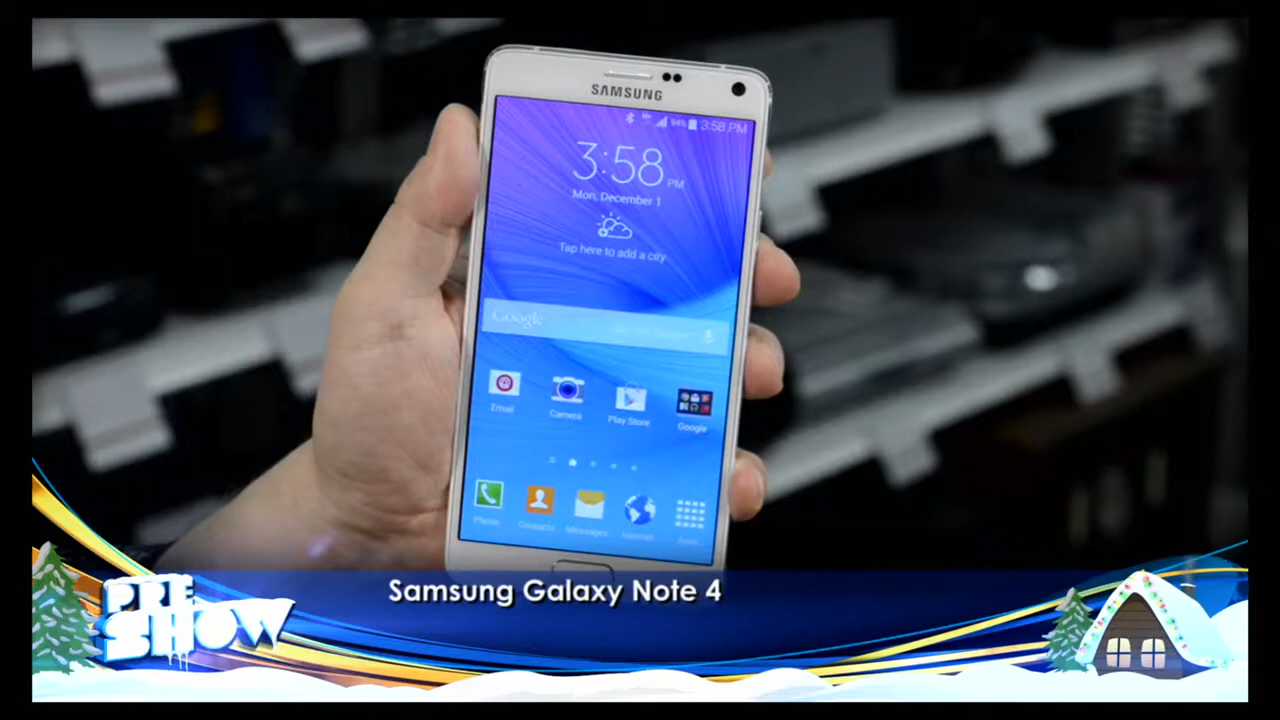 SAMSUNG
94% 3:58 PM
3:58 PM
Mon, December 1
Tap here to add a city
Google
Email
Camera
Play Store
Google
Phone
Contacts
Messages
Internet
Apps
Samsung Galaxy Note 4
PRE
SHOW